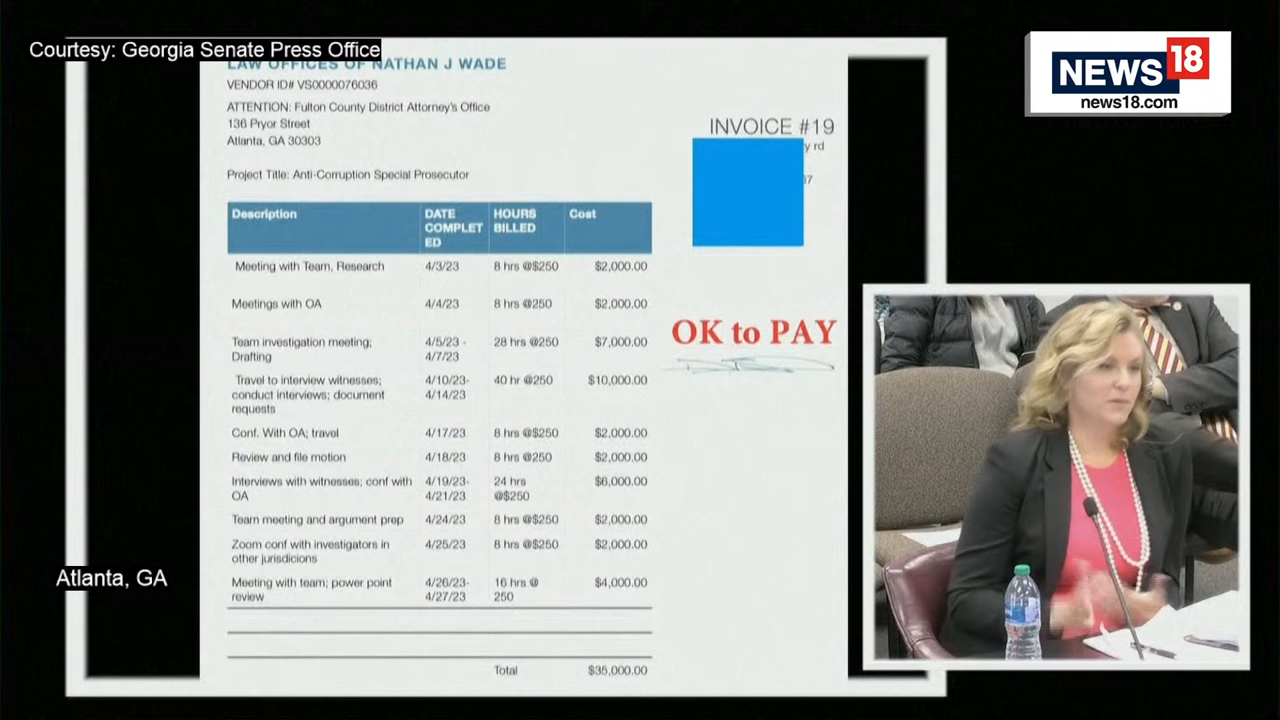 Courtesy: Georgia Senate Press Office
NEWS 18
news18.com
LAW OFFICES OF NATHAN J WADE
VENDOR ID# VS0000076036
ATTENTION: Fulton County District Attorney's Office
136 Pryor Street
Atlanta, GA 30303
INVOICE #19
y rd
Project Title: Anti-Corruption Special Prosecutor
Description DATE HOURS Cost
COMPLET BILLED
ED
Meeting with Team, Research 4/3/23 8 hrs @$250 $2,000.00
Meetings with OA 4/4/23 8 hrs @250 $2,000.00
OK to PAY
Team investigation meeting; 4/5/23 - 28 hrs @250 $7,000.00
Drafting 4/7/23
Travel to interview witnesses; 4/10/23- 40 hr @250 $10,000.00
conduct interviews; document 4/14/23
requests
Conf. With OA; travel 4/17/23 8 hrs @$250 $2,000.00
Review and file motion 4/18/23 8 hrs @250 $2,000.00
Interviews with witnesses; conf with 4/19/23- 24 hrs $6,000.00
OA 4/21/23 @$250
Team meeting and argument prep 4/24/23 8 hrs @$250 $2,000.00
Zoom conf with investigators in 4/25/23 8 hrs @$250 $2,000.00
other jurisdicions
Meeting with team; power point 4/26/23- 16 hrs @ $4,000.00
review 4/27/23 250
Total $35,000.00
Atlanta, GA